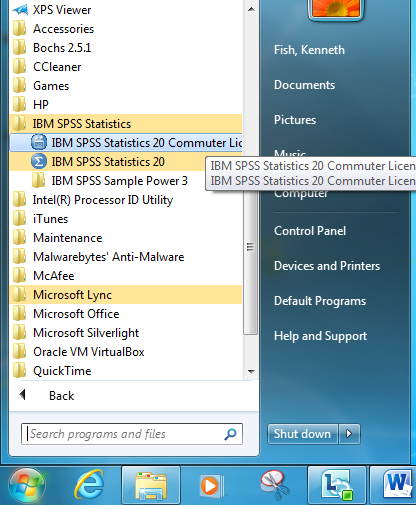 XPS Viewer
Accessories
Bochs 2.5.1
CCleaner
Games
HP
IBM SPSS Statistics
IBM SPSS Statistics 20 Commuter Lic
IBM SPSS Statistics 20
IBM SPSS Sample Power 3
Intel(R) Processor ID Utility
iTunes
Maintenance
Malwarebytes' Anti-Malware
McAfee
Microsoft Lync
Microsoft Office
Microsoft Silverlight
Oracle VM VirtualBox
QuickTime
Back
Search programs and files
Fish, Kenneth
Documents
Pictures
Music
IBM SPSS Statistics 20 Commuter Licen
IBM SPSS Statistics 20 Commuter Licen
Computer
Control Panel
Devices and Printers
Default Programs
Help and Support
Shut down